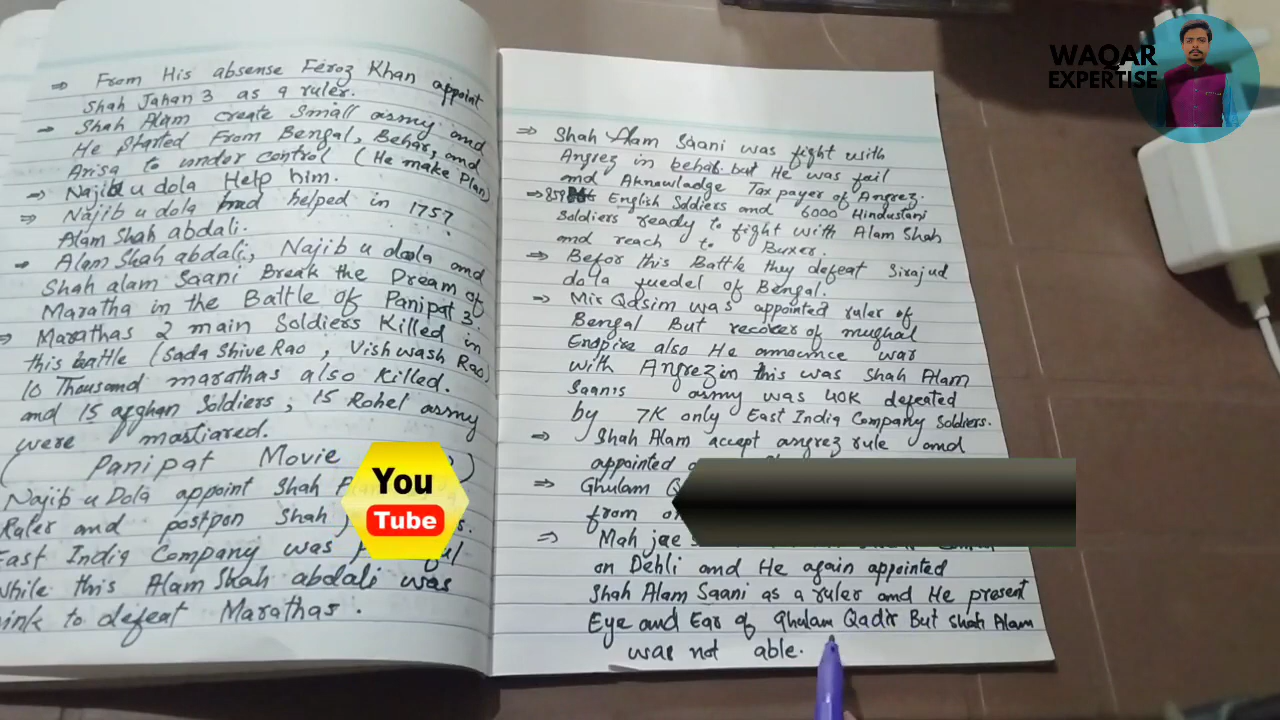 ⇒ From His absense Feroz Khan appoint
Shah Jahan 3 as a ruler.
→ Shah Alam create Small army and
He Started From Bengal, Behar, and
Arisa to under control (He make Plan)
⇒ Najib u dola Help him.
⇒ Najib u dola helped in 1757
Alam Shah abdali.
→ Alam Shah abdali, Najib u dola and
Shah alam Saani Break the Dream of
Maratha in the Battle of Panipat 3.
⇒ Marathas 2 main Soldiers Killed in
this battle (Sada Shive Rao, Vishwash Rao)
10 Thousand marathas also Killed.
and 15 afghan Soldiers, 15 Rohel army
were mastiared.
( Panipat Movie )
Najib u Dola appoint Shah
Ruler and postpon Shah
East India Company was
while this Alam Shah abdali was
to defeat Marathas.
⇒ Shah Alam Saani was fight with
Angrez in behar but He was fail
and Aknawladge Tax payer of Angrez.
⇒ 859 English Soldiers and 6000 Hindustani
Soldiers ready to fight with Alam Shah
and reach to Buxer.
⇒ Befor this Battle they defeat Sirajud
dola fuedel of Bengal.
⇒ Mir Qasim was appointed ruler of
Bengal But recorer of mughal
Enspire also He anounce war
with Angrez in this was Shah Alam
Saanis army was 40K defeated
by 7K only East India Company Soldiers.
⇒ Shah Alam accept angrez rule and
appointed
⇒ Ghulam
from
⇒ Mah jae
on Dehli and He again appointed
Shah Alam Saani as a ruler and He present
Eye and Ear of Ghulam Qadir But Shah Alam
was not able.
WAQAR
EXPERTISE
You
Tube